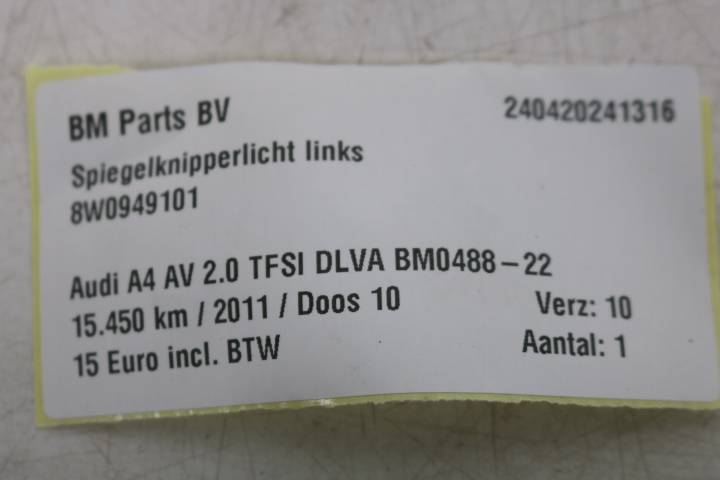 BM Parts BV
240420241316
Spiegelknipperlicht links
8W0949101
Audi A4 AV 2.0 TFSI DLVA BM0488-22
15.450 km / 2011 / Doos 10
Verz: 10
15 Euro incl. BTW
Aantal: 1